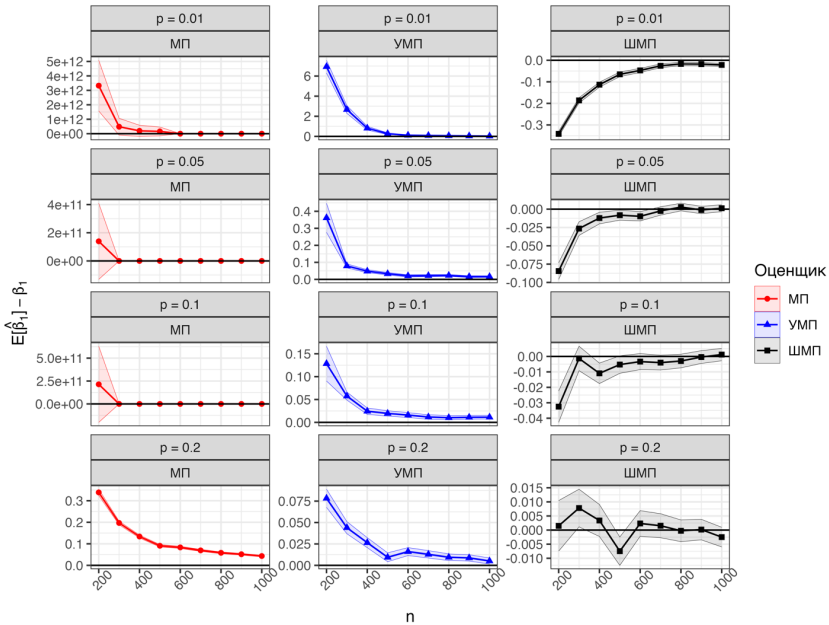 p = 0.01 p = 0.01 p = 0.01
МП УМП ШМП
5e+12
4e+12
3e+12
2e+12
1e+12
0e+00
6
4
2
0
0.0
-0.1
-0.2
-0.3
p = 0.05 p = 0.05 p = 0.05
МП УМП ШМП
4e+11
2e+11
0e+00
0.4
0.3
0.2
0.1
0.0
0.000
-0.025
-0.050
-0.075
-0.100
p = 0.1 p = 0.1 p = 0.1
МП УМП ШМП
5.0e+11
2.5e+11
0.0e+00
0.15
0.10
0.05
0.00
0.00
-0.01
-0.02
-0.03
-0.04
p = 0.2 p = 0.2 p = 0.2
МП УМП ШМП
0.3
0.2
0.1
0.0
0.075
0.050
0.025
0.000
0.015
0.010
0.005
0.000
-0.005
-0.010
200 400 600 800 1000 200 400 600 800 1000 200 400 600 800 1000
n
E[β̂₁] − β₁
Оценщик
МП
УМП
ШМП